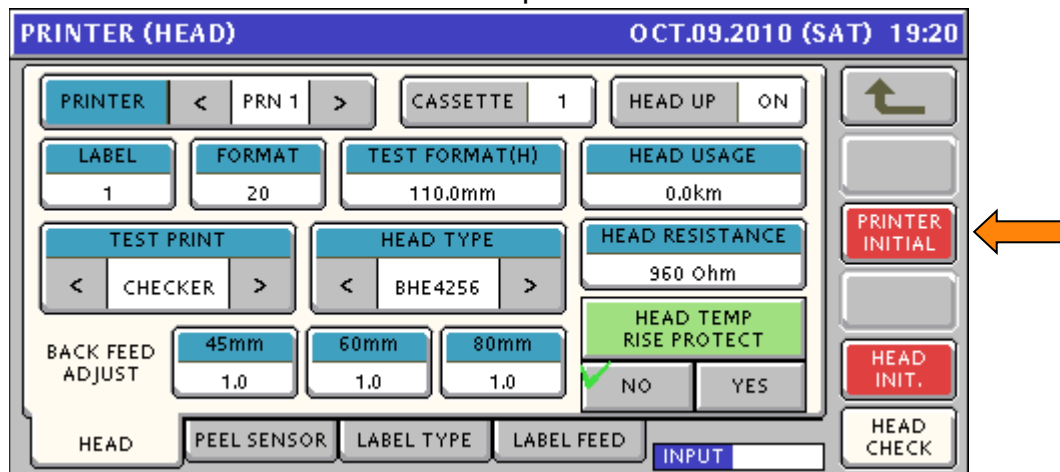 PRINTER (HEAD) OCT.09.2010 (SAT) 19:20
PRINTER < PRN 1 > CASSETTE 1 HEAD UP ON
LABEL FORMAT TEST FORMAT(H) HEAD USAGE
1 20 110.0mm 0.0km
PRINTER
INITIAL
TEST PRINT HEAD TYPE HEAD RESISTANCE
< CHECKER > < BHE4256 > 960 Ohm
HEAD TEMP
RISE PROTECT
NO YES
BACK FEED
ADJUST
45mm 60mm 80mm
1.0 1.0 1.0
HEAD
INIT.
HEAD PEEL SENSOR LABEL TYPE LABEL FEED INPUT
HEAD
CHECK